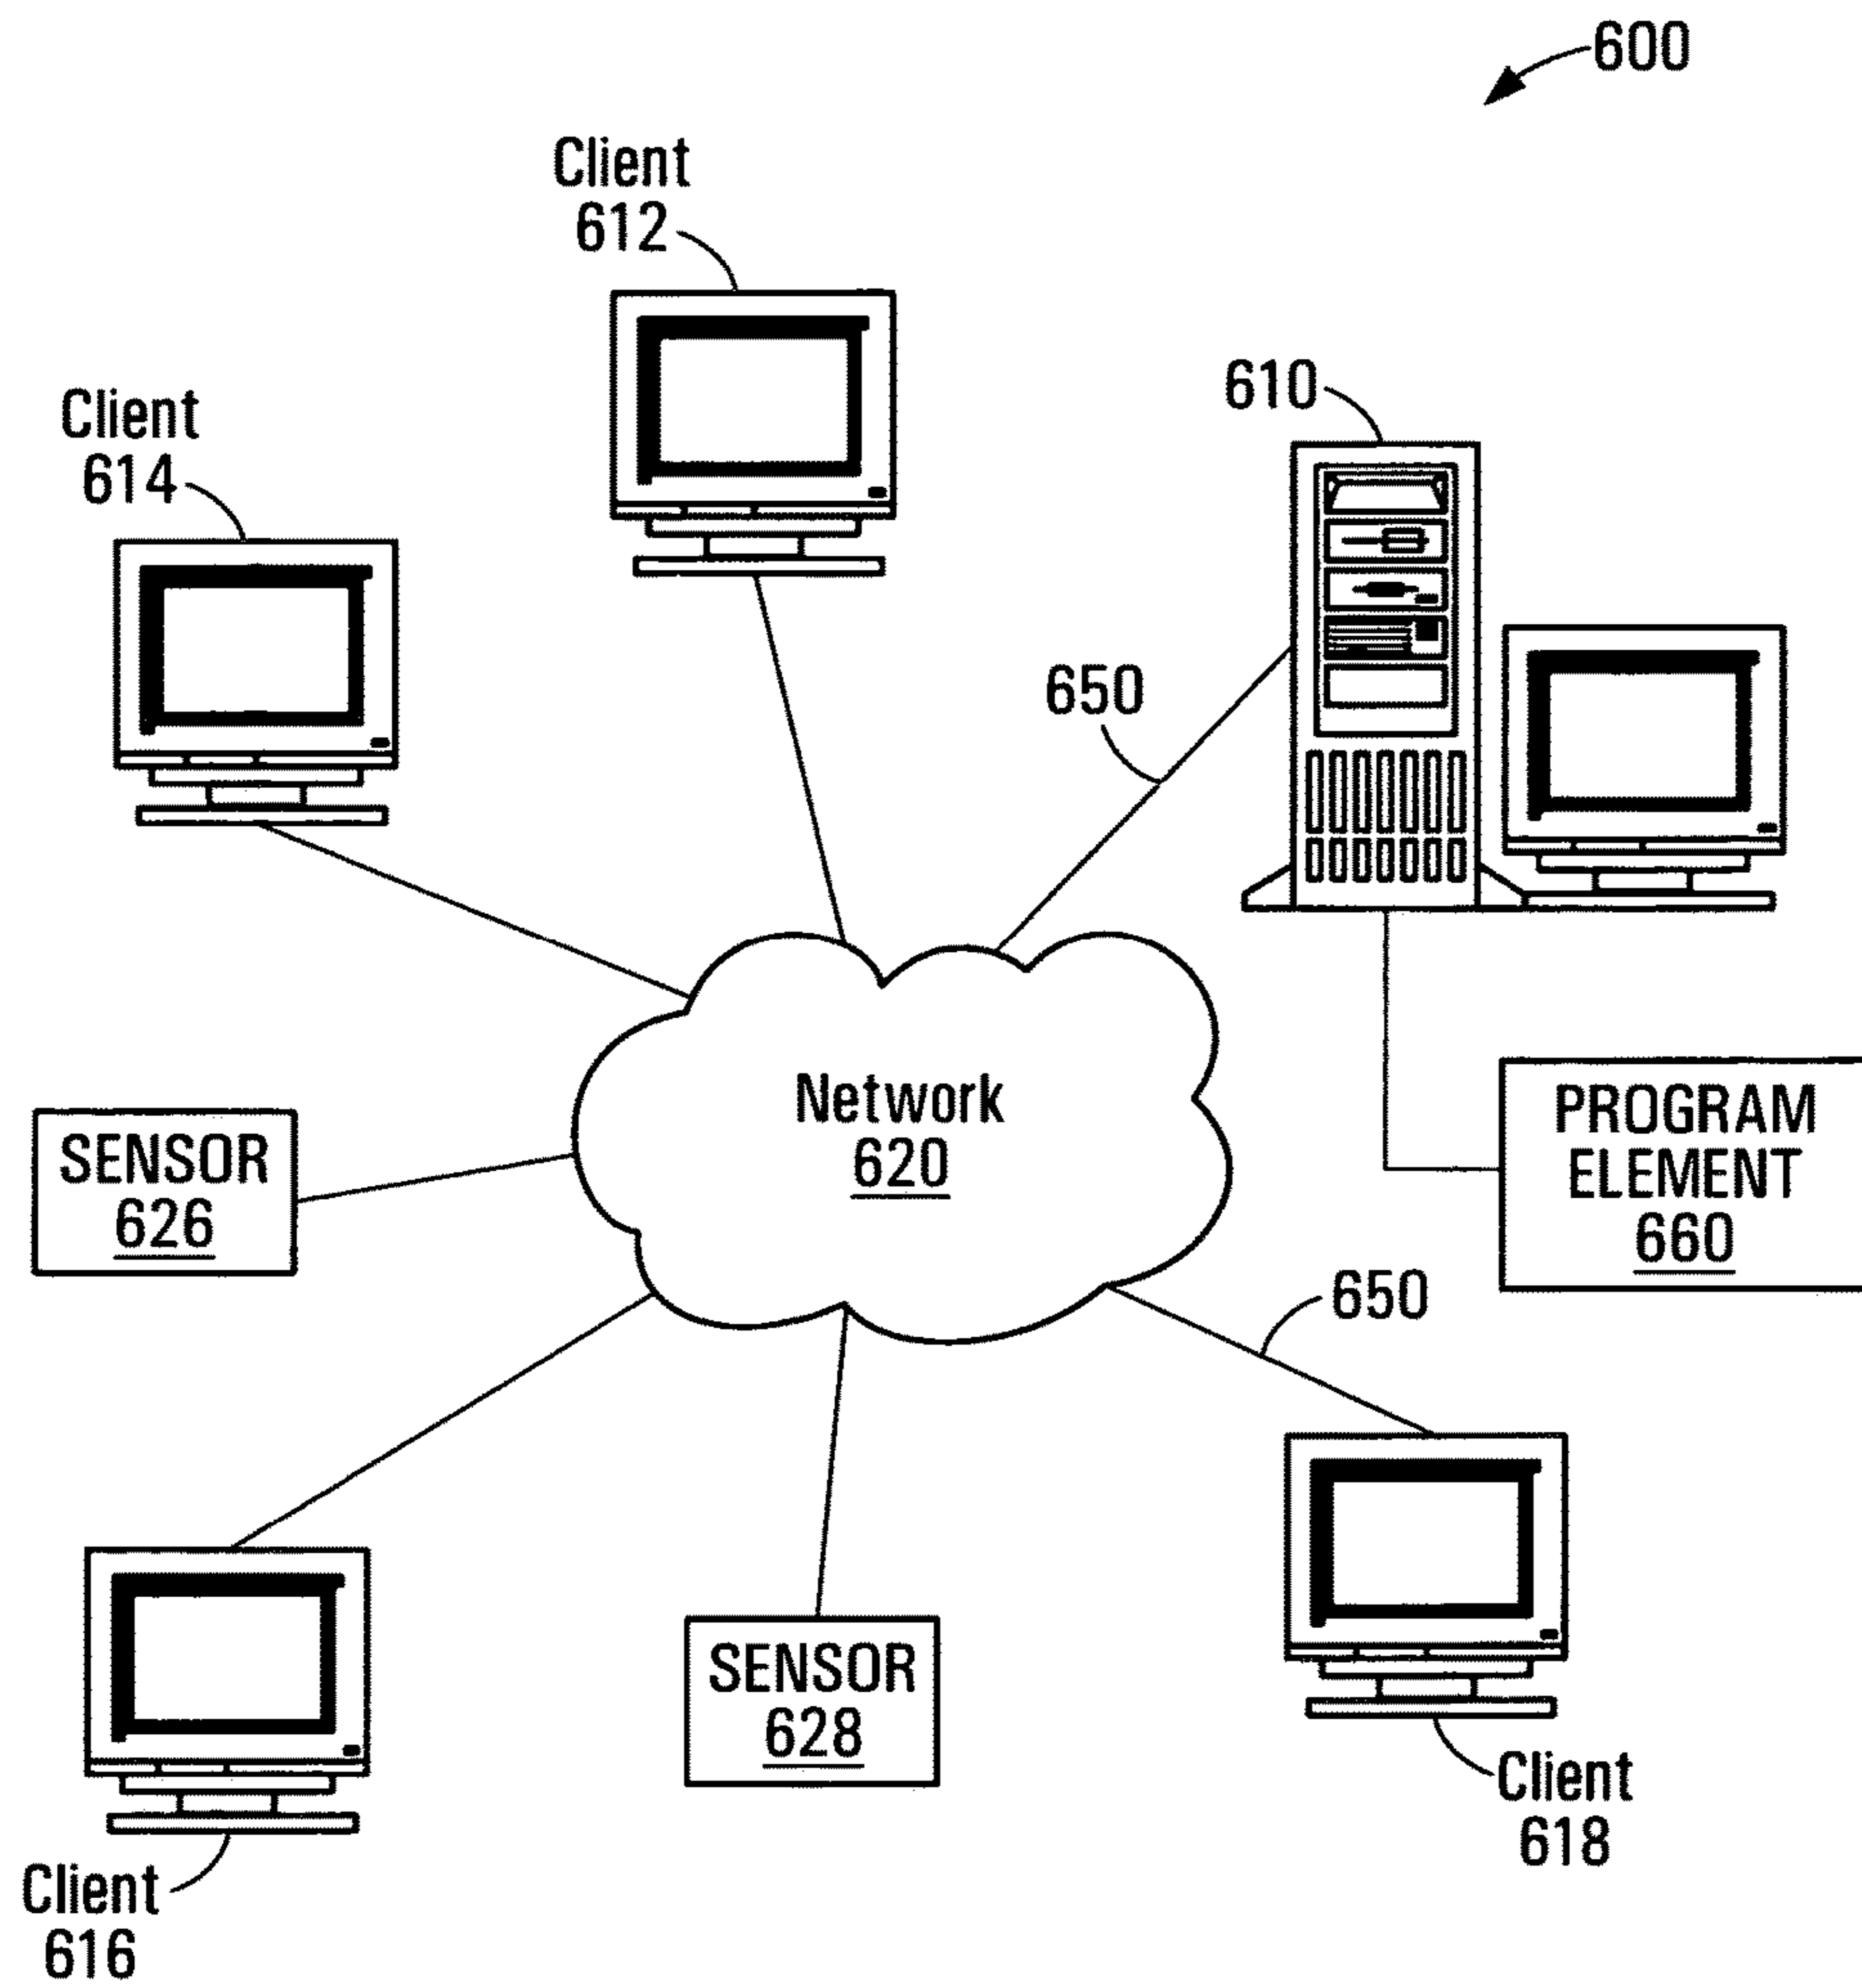 600
Client
612
610
Client
614
650
Network
620
PROGRAM
ELEMENT
660
SENSOR
626
650
SENSOR
628
Client
618
Client
616